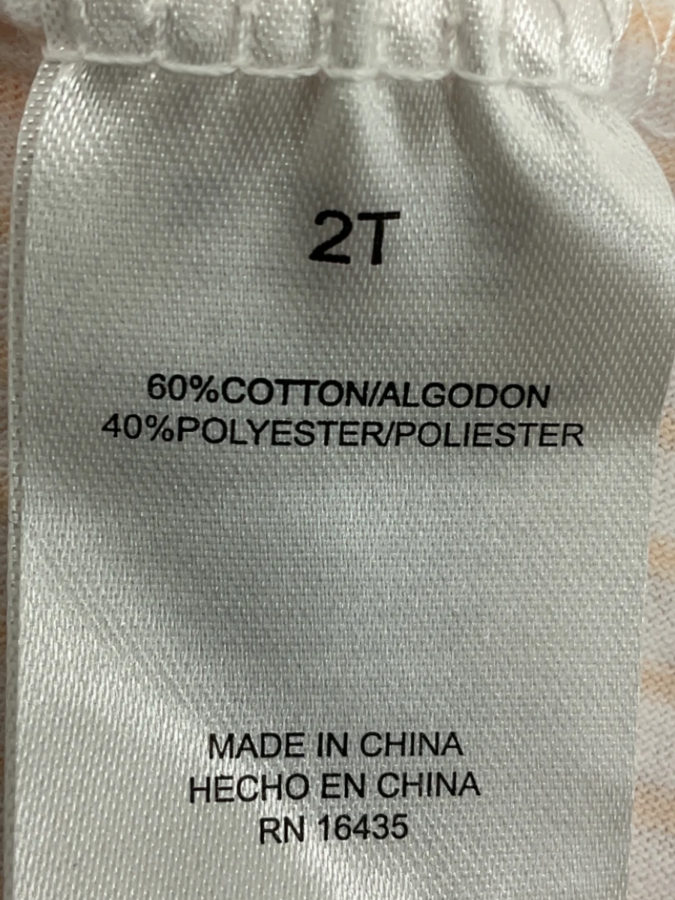 2T
60%COTTON/ALGODON
40%POLYESTER/POLIESTER
MADE IN CHINA
HECHO EN CHINA
RN 16435